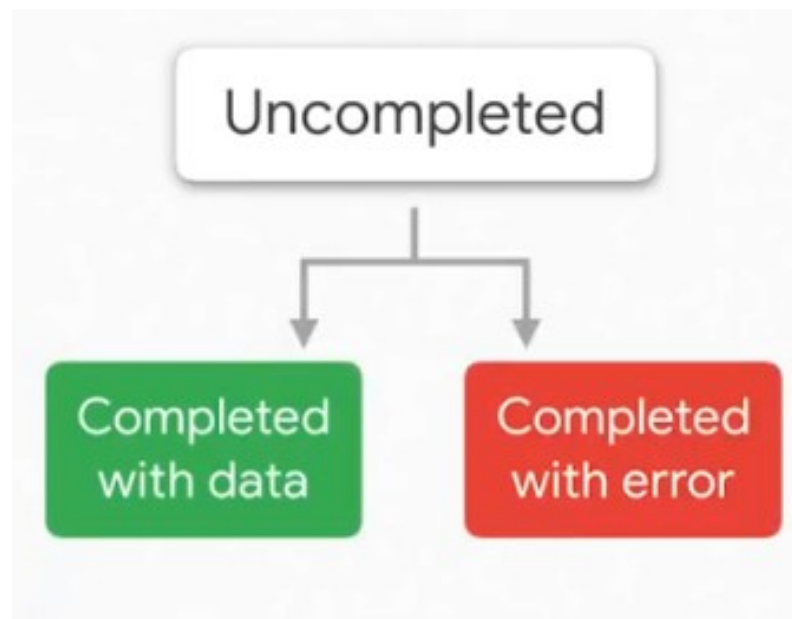 Uncompleted
Completed
with data
Completed
with error